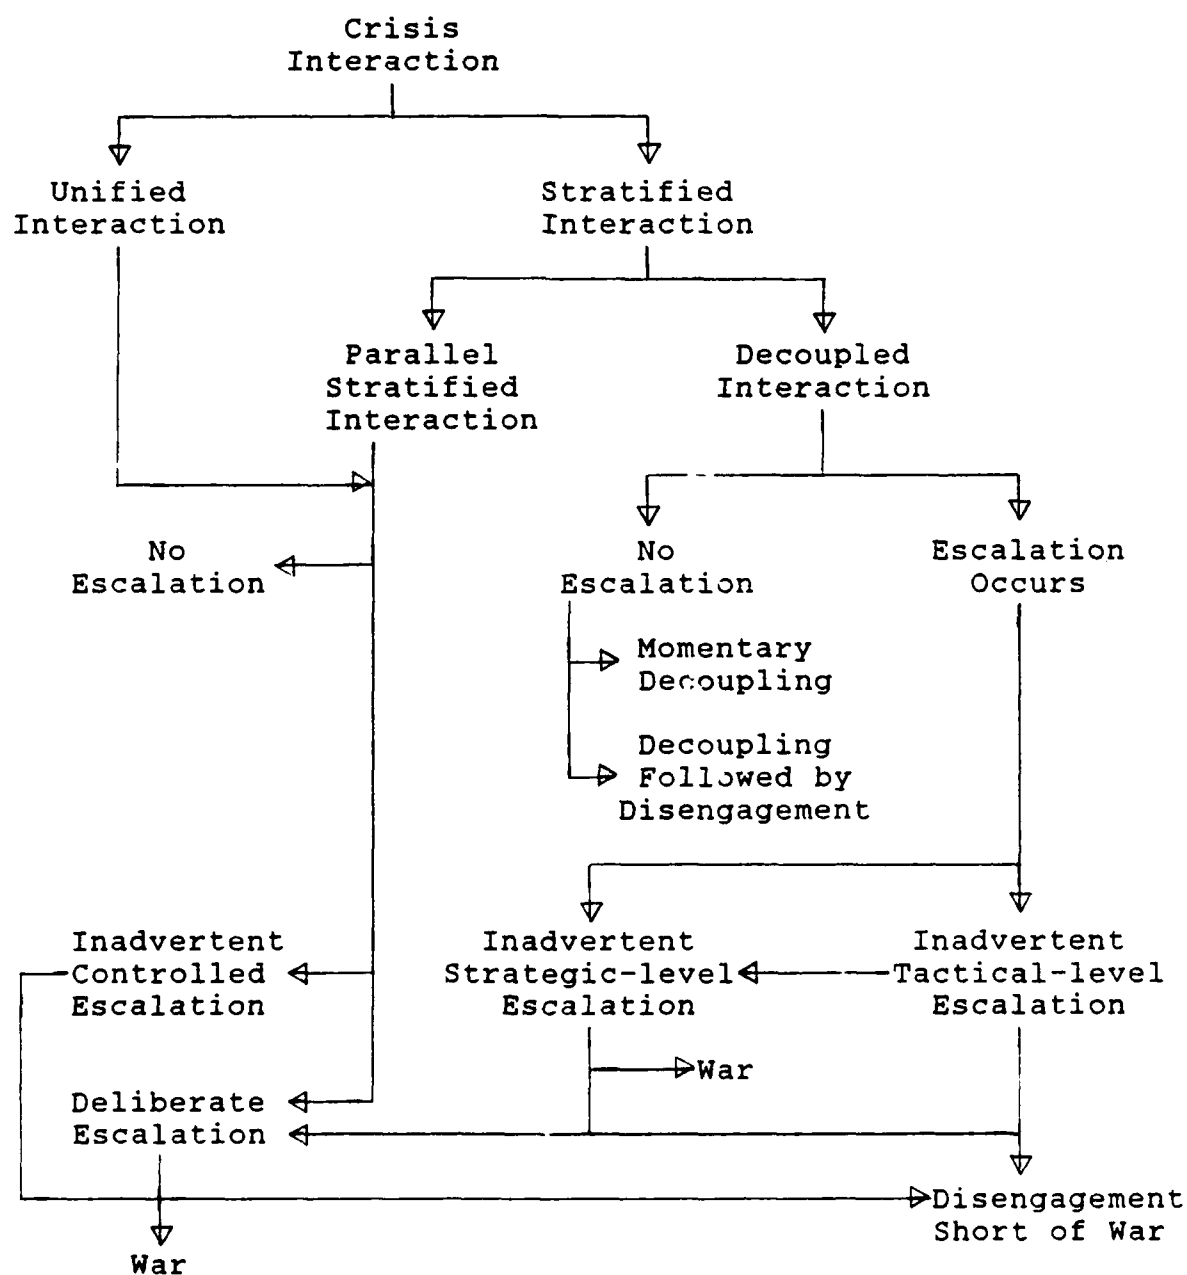 Crisis
Interaction
Unified
Interaction
Stratified
Interaction
Parallel
Stratified
Interaction
Decoupled
Interaction
No
Escalation
No
Escalation
Escalation
Occurs
Momentary
Decoupling
Decoupling
Followed by
Disengagement
Inadvertent
Controlled
Escalation
Inadvertent
Strategic-level
Escalation
Inadvertent
Tactical-level
Escalation
War
Deliberate
Escalation
Disengagement
Short of War
War